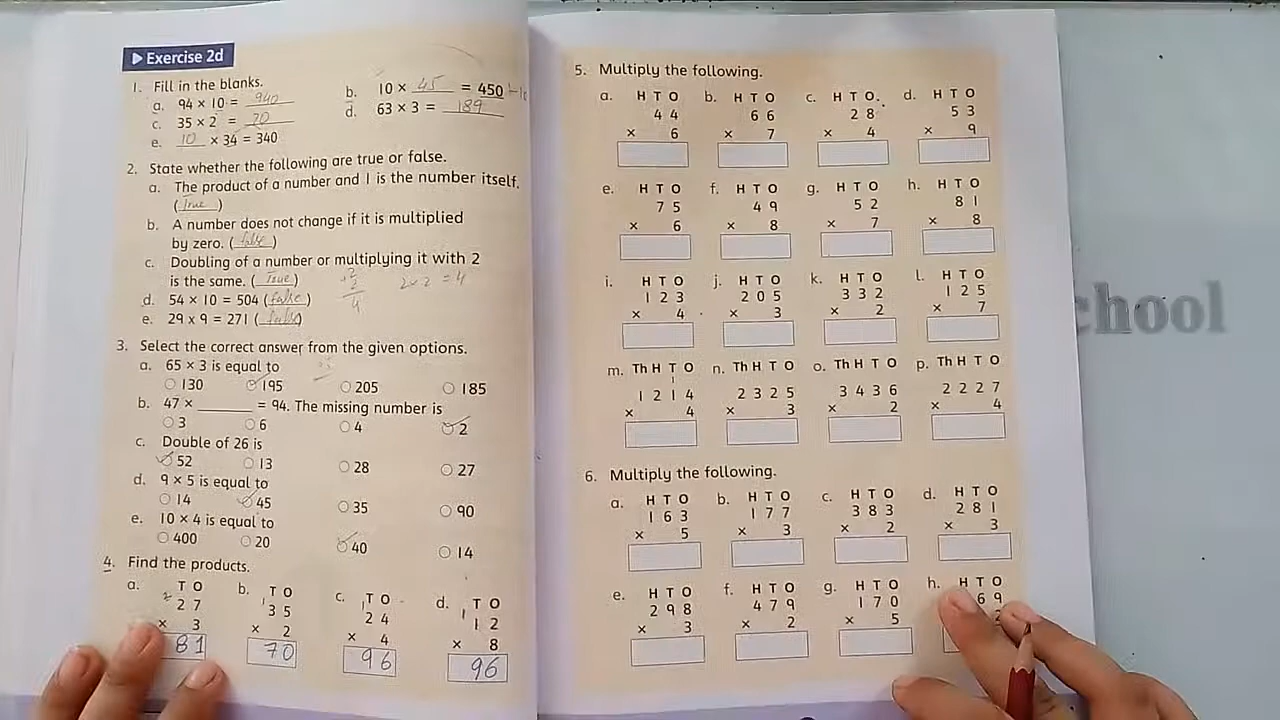 ▶ Exercise 2d
1. Fill in the blanks.
a. 94 × 10 = 940
b. 10 × 45 = 450
c. 35 × 2 = 70
d. 63 × 3 = 189
e. 10 × 34 = 340
2. State whether the following are true or false.
a. The product of a number and 1 is the number itself.
(True)
b. A number does not change if it is multiplied
by zero. (false)
c. Doubling of a number or multiplying it with 2
is the same. (True)
2 × 2 = 4
d. 54 × 10 = 504 (false)
e. 29 × 9 = 271 (false)
3. Select the correct answer from the given options.
a. 65 × 3 is equal to
130 195 205 185
b. 47 × ______ = 94. The missing number is
3 6 4 2
c. Double of 26 is
52 13 28 27
d. 9 × 5 is equal to
14 45 35 90
e. 10 × 4 is equal to
400 20 40 14
4. Find the products.
a. T O b. T O c. T O d. T O
2 1 1 1
27 35 24 12
× 3 × 2 × 4 × 8
81 70 96 96
5. Multiply the following.
a. H T O b. H T O c. H T O d. H T O
4 4 6 6 2 8 5 3
× 6 × 7 × 4 × 9
e. H T O f. H T O g. H T O h. H T O
7 5 4 9 5 2 8 1
× 6 × 8 × 7 × 8
i. H T O j. H T O k. H T O l. H T O
1 2 3 2 0 5 3 3 2 1 2 5
× 4 × 3 × 2 × 7
m. Th H T O n. Th H T O o. Th H T O p. Th H T O
1
1 2 1 4 2 3 2 5 3 4 3 6 2 2 2 7
× 4 × 3 × 2 × 4
6. Multiply the following.
a. H T O b. H T O c. H T O d. H T O
1 6 3 1 7 7 3 8 3 2 8 1
× 5 × 3 × 2 × 3
e. H T O f. H T O g. H T O h. H T O
2 9 8 4 7 9 1 7 0 6 9
× 3 × 2 × 5
chool